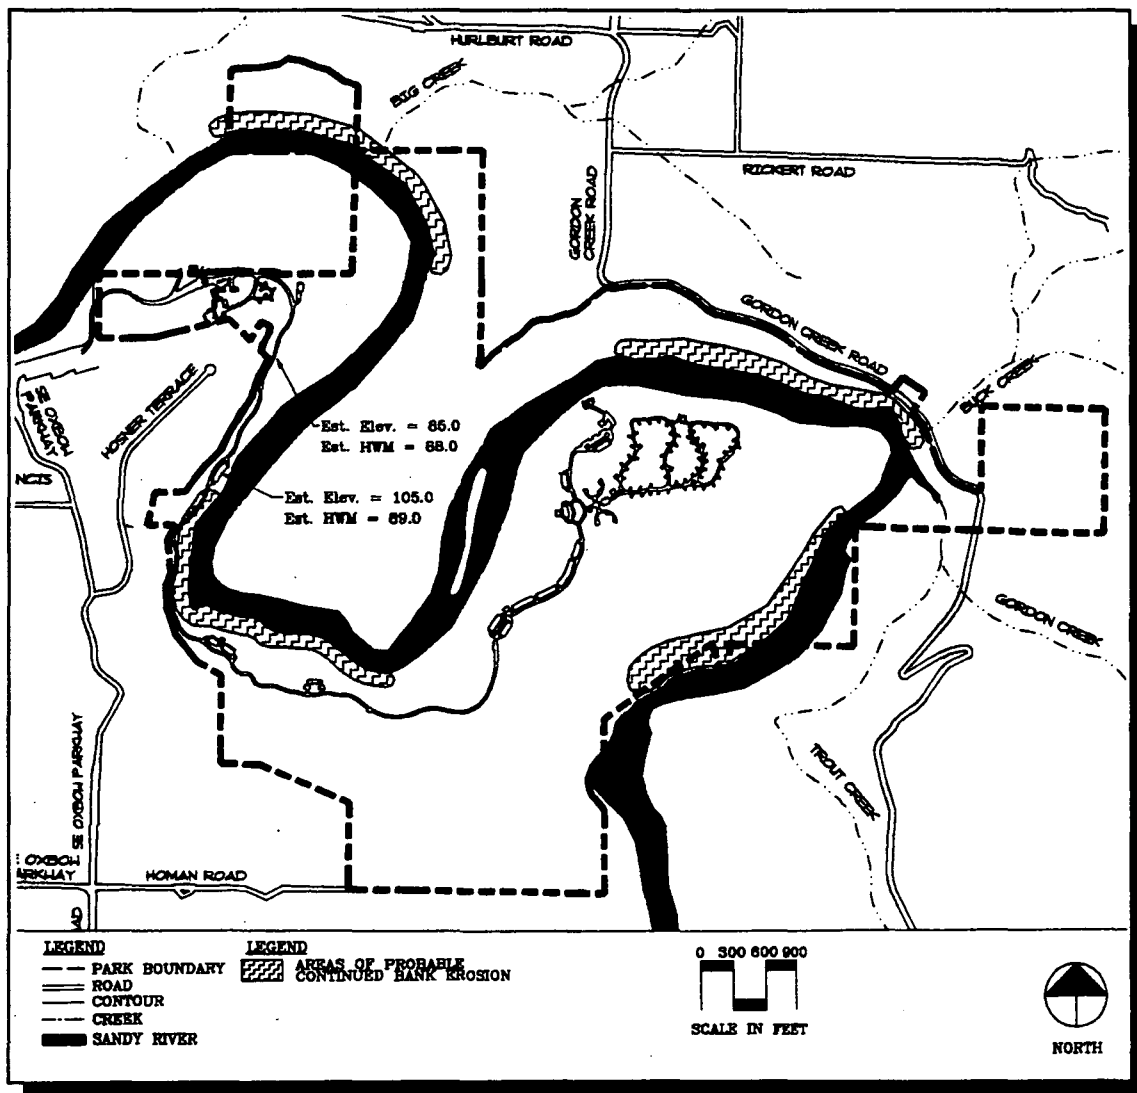 HURLBURT ROAD
BIG CREEK
RICKERT ROAD
GORDON
CREEK ROAD
GORDON CREEK ROAD
BUCK CREEK
SE OXBOW
PARKWAY
HOSNER TERRACE
Est. Elev. = 85.0
Est. HWM = 88.0
NCIS
Est. Elev. = 105.0
Est. HWM = 89.0
GORDON CREEK
SE OXBOW PARKWAY
TROUT CREEK
OXBOW
ARKWAY
HOMAN ROAD
AD
LEGEND
PARK BOUNDARY
ROAD
CONTOUR
CREEK
SANDY RIVER
LEGEND
AREAS OF PROBABLE
CONTINUED BANK EROSION
0 300 600 900
SCALE IN FEET
NORTH